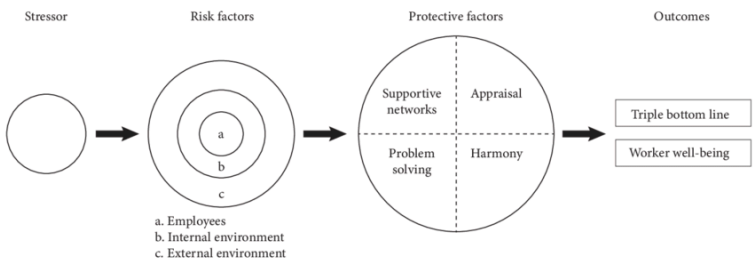 Stressor
Risk factors
Protective factors
Outcomes
a
b
c
a. Employees
b. Internal environment
c. External environment
Supportive
networks
Appraisal
Problem
solving
Harmony
Triple bottom line
Worker well-being